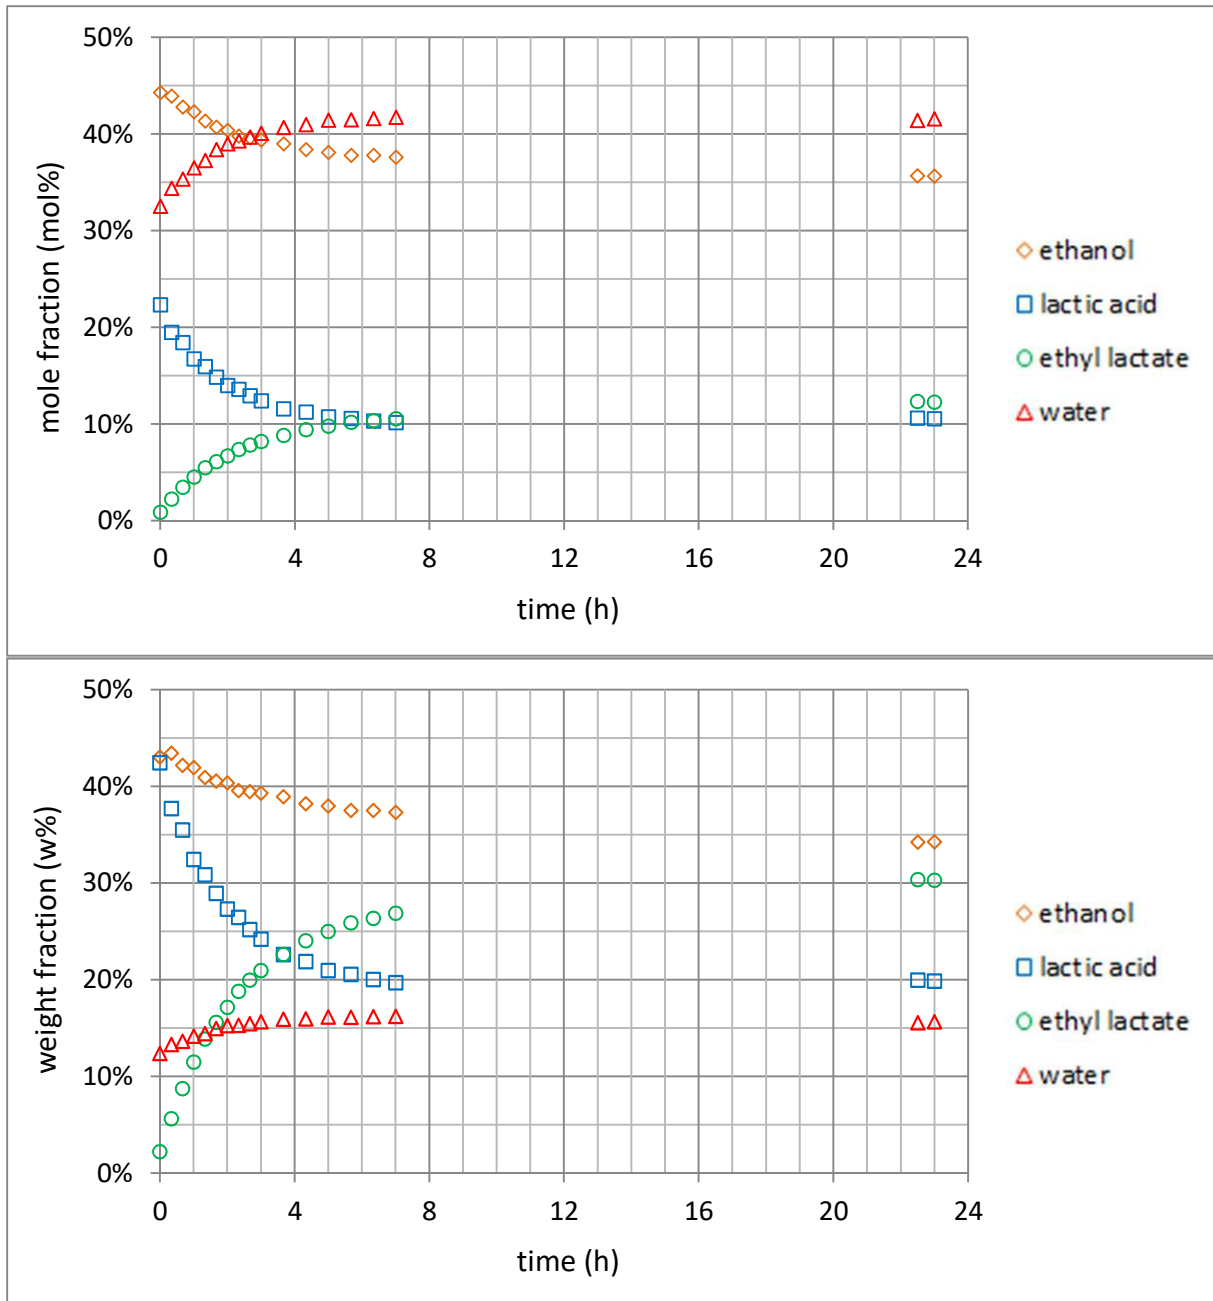 mole fraction (mol%)
50%
40%
30%
20%
10%
0%
0 4 8 12 16 20 24
time (h)
ethanol
lactic acid
ethyl lactate
water
weight fraction (w%)
50%
40%
30%
20%
10%
0%
0 4 8 12 16 20 24
time (h)
ethanol
lactic acid
ethyl lactate
water